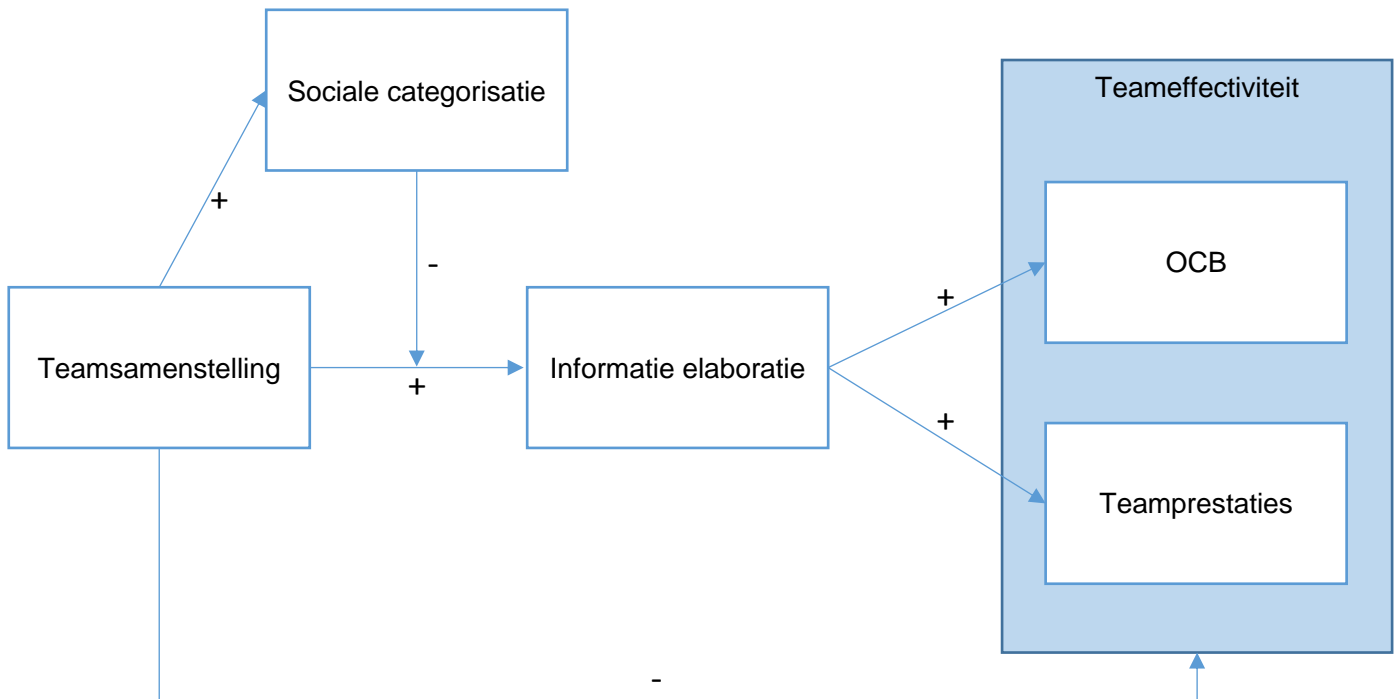 Sociale categorisatie
Teameffectiviteit
+
OCB
-
+
Teamsamenstelling
Informatie elaboratie
+
+
Teamprestaties
-